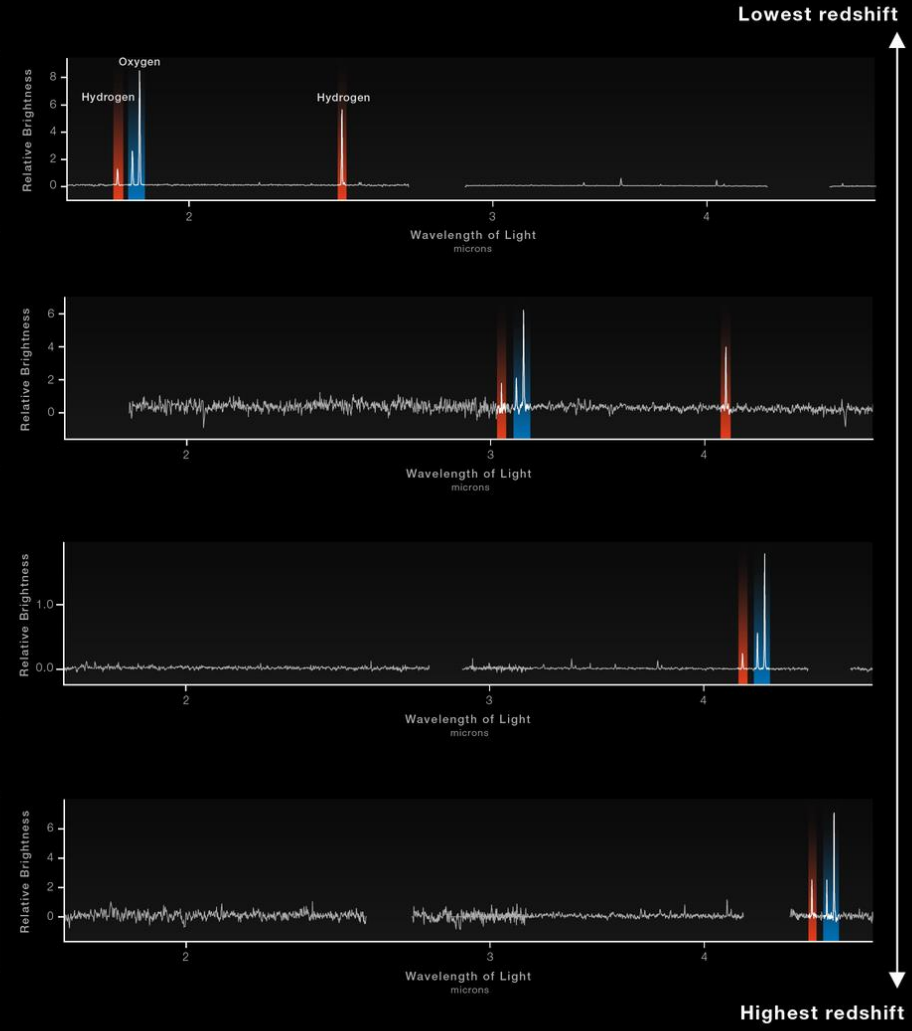 Lowest redshift
Oxygen
Hydrogen
Hydrogen
Relative Brightness
8
6
4
2
0
2
3
4
Wavelength of Light
microns
Relative Brightness
6
4
2
0
2
3
4
Wavelength of Light
microns
Relative Brightness
1.0
0.0
2
3
4
Wavelength of Light
microns
Relative Brightness
6
4
2
0
2
3
4
Wavelength of Light
microns
Highest redshift